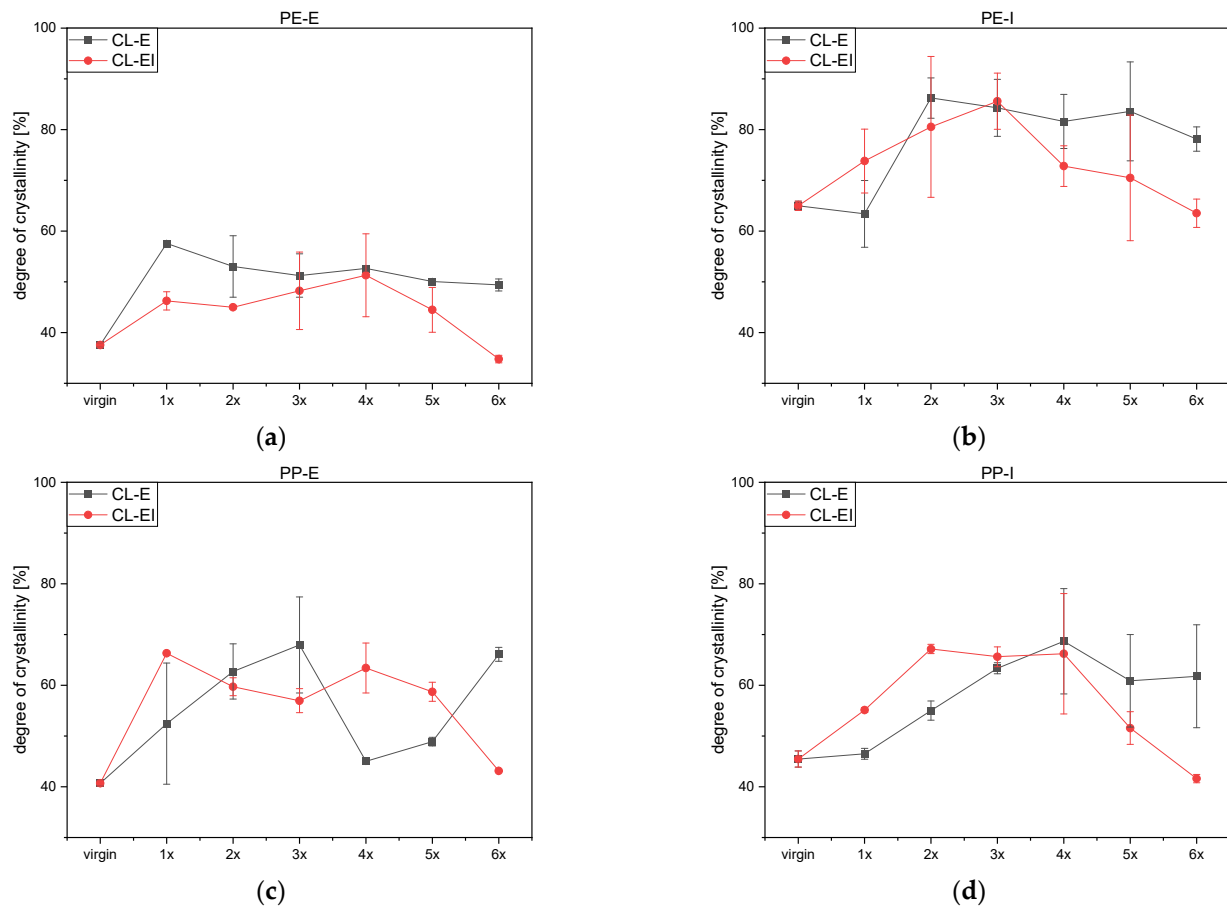 PE-E
100
80
60
40
degree of crystallinity [%]
CL-E
CL-EI
virgin 1x 2x 3x 4x 5x 6x
(a)
PE-I
100
80
60
40
degree of crystallinity [%]
CL-E
CL-EI
virgin 1x 2x 3x 4x 5x 6x
(b)
PP-E
100
80
60
40
degree of crystallinity [%]
CL-E
CL-EI
virgin 1x 2x 3x 4x 5x 6x
(c)
PP-I
100
80
60
40
degree of crystallinity [%]
CL-E
CL-EI
virgin 1x 2x 3x 4x 5x 6x
(d)